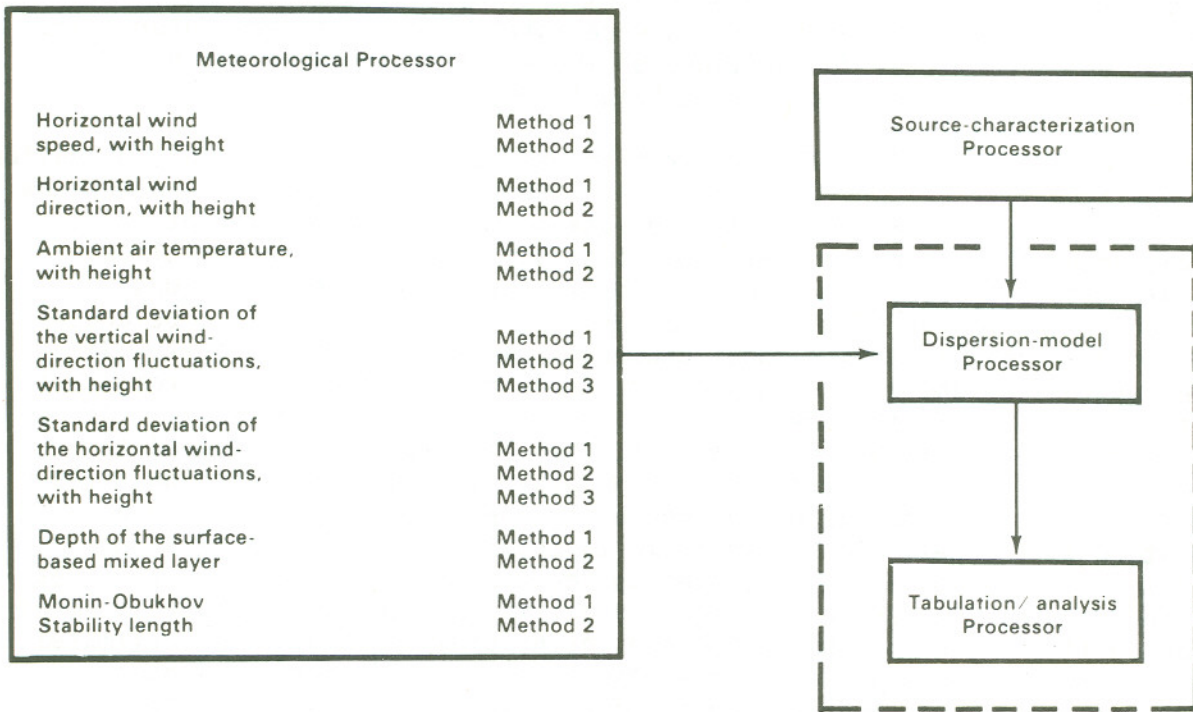 Meteorological Processor
Horizontal wind Method 1
speed, with height Method 2
Horizontal wind Method 1
direction, with height Method 2
Ambient air temperature, Method 1
with height Method 2
Standard deviation of
the vertical wind- Method 1
direction fluctuations, Method 2
with height Method 3
Standard deviation of
the horizontal wind- Method 1
direction fluctuations, Method 2
with height Method 3
Depth of the surface- Method 1
based mixed layer Method 2
Monin-Obukhov Method 1
Stability length Method 2
Source-characterization
Processor
Dispersion-model
Processor
Tabulation/ analysis
Processor